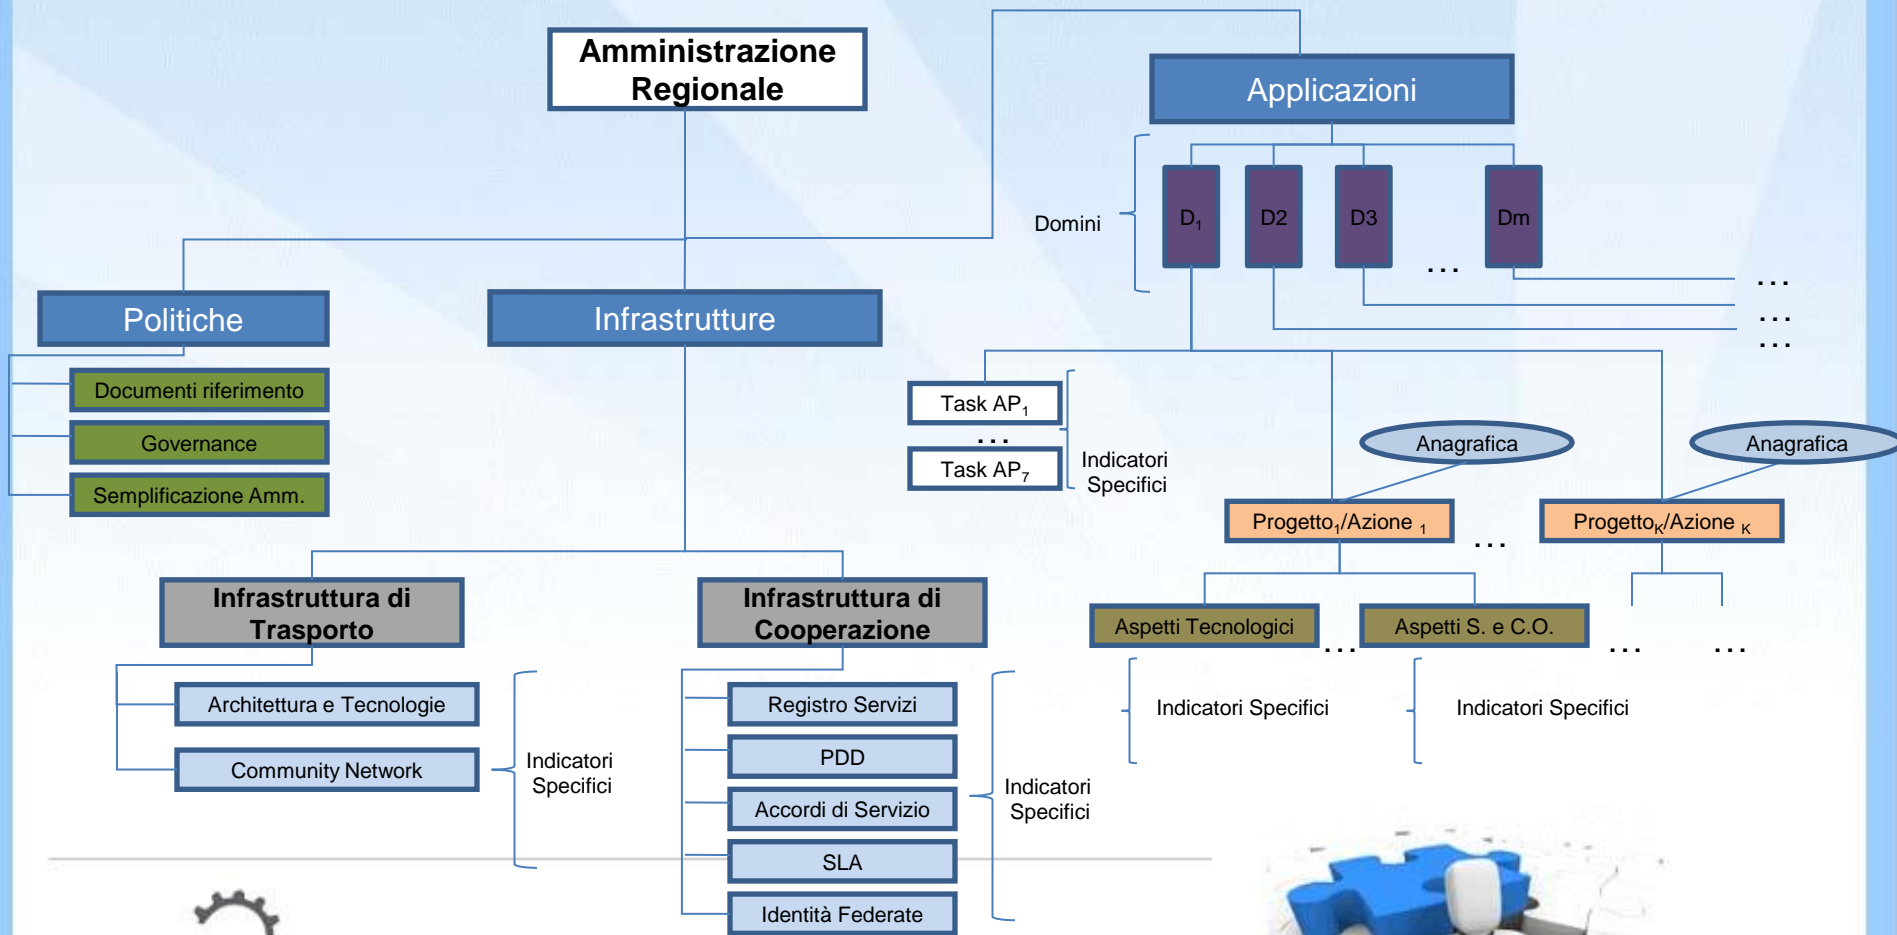 Amministrazione
Regionale
Applicazioni
Domini
D₁
D2
D3
...
Dm
...
...
...
Politiche
Documenti riferimento
Governance
Semplificazione Amm.
Infrastrutture
Task AP₁
...
Task AP₇
Indicatori
Specifici
Anagrafica
Anagrafica
Progetto₁/Azione ₁
...
Progetto_K/Azione _K
Aspetti Tecnologici
...
Aspetti S. e C.O.
...
...
Indicatori Specifici
Indicatori Specifici
Infrastruttura di
Trasporto
Architettura e Tecnologie
Community Network
Indicatori
Specifici
Infrastruttura di
Cooperazione
Registro Servizi
PDD
Accordi di Servizio
SLA
Identità Federate
Indicatori
Specifici